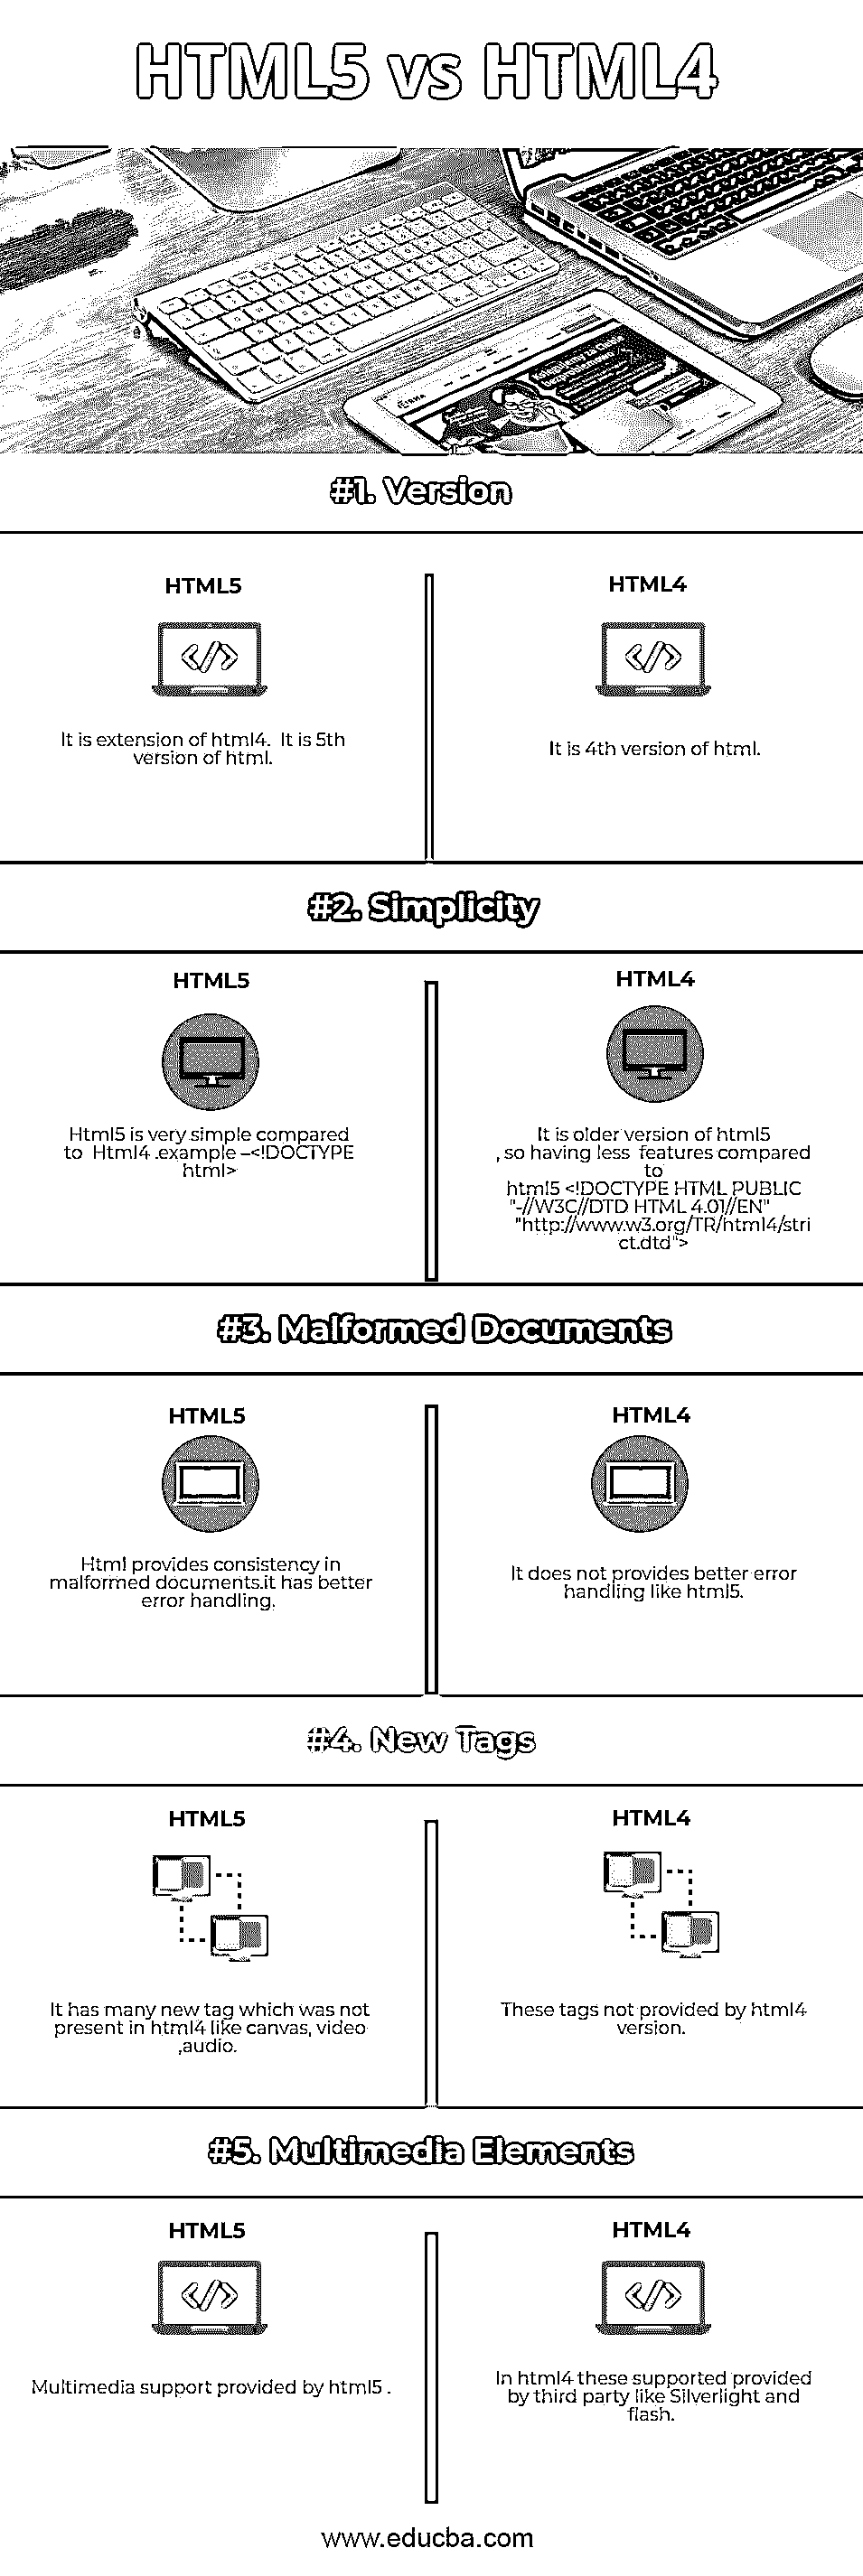 HTML5 vs HTML4
#1. Version
HTML5
It is extension of html4.  It is 5th
version of html.
HTML4
It is 4th version of html.
#2. Simplicity
HTML5
Html5 is very simple compared
to  Html4 .example –<!DOCTYPE
html>
HTML4
It is older version of html5
, so having less  features compared
to
html5 <!DOCTYPE HTML PUBLIC
"-//W3C//DTD HTML 4.01//EN"
"http://www.w3.org/TR/html4/stri
ct.dtd">
#3. Malformed Documents
HTML5
Html provides consistency in
malformed documents.it has better
error handling.
HTML4
It does not provides better error
handling like html5.
#4. New Tags
HTML5
It has many new tag which was not
present in html4 like canvas, video
,audio.
HTML4
These tags not provided by html4
version.
#5. Multimedia Elements
HTML5
Multimedia support provided by html5 .
HTML4
In html4 these supported provided
by third party like Silverlight and
flash.
www.educba.com